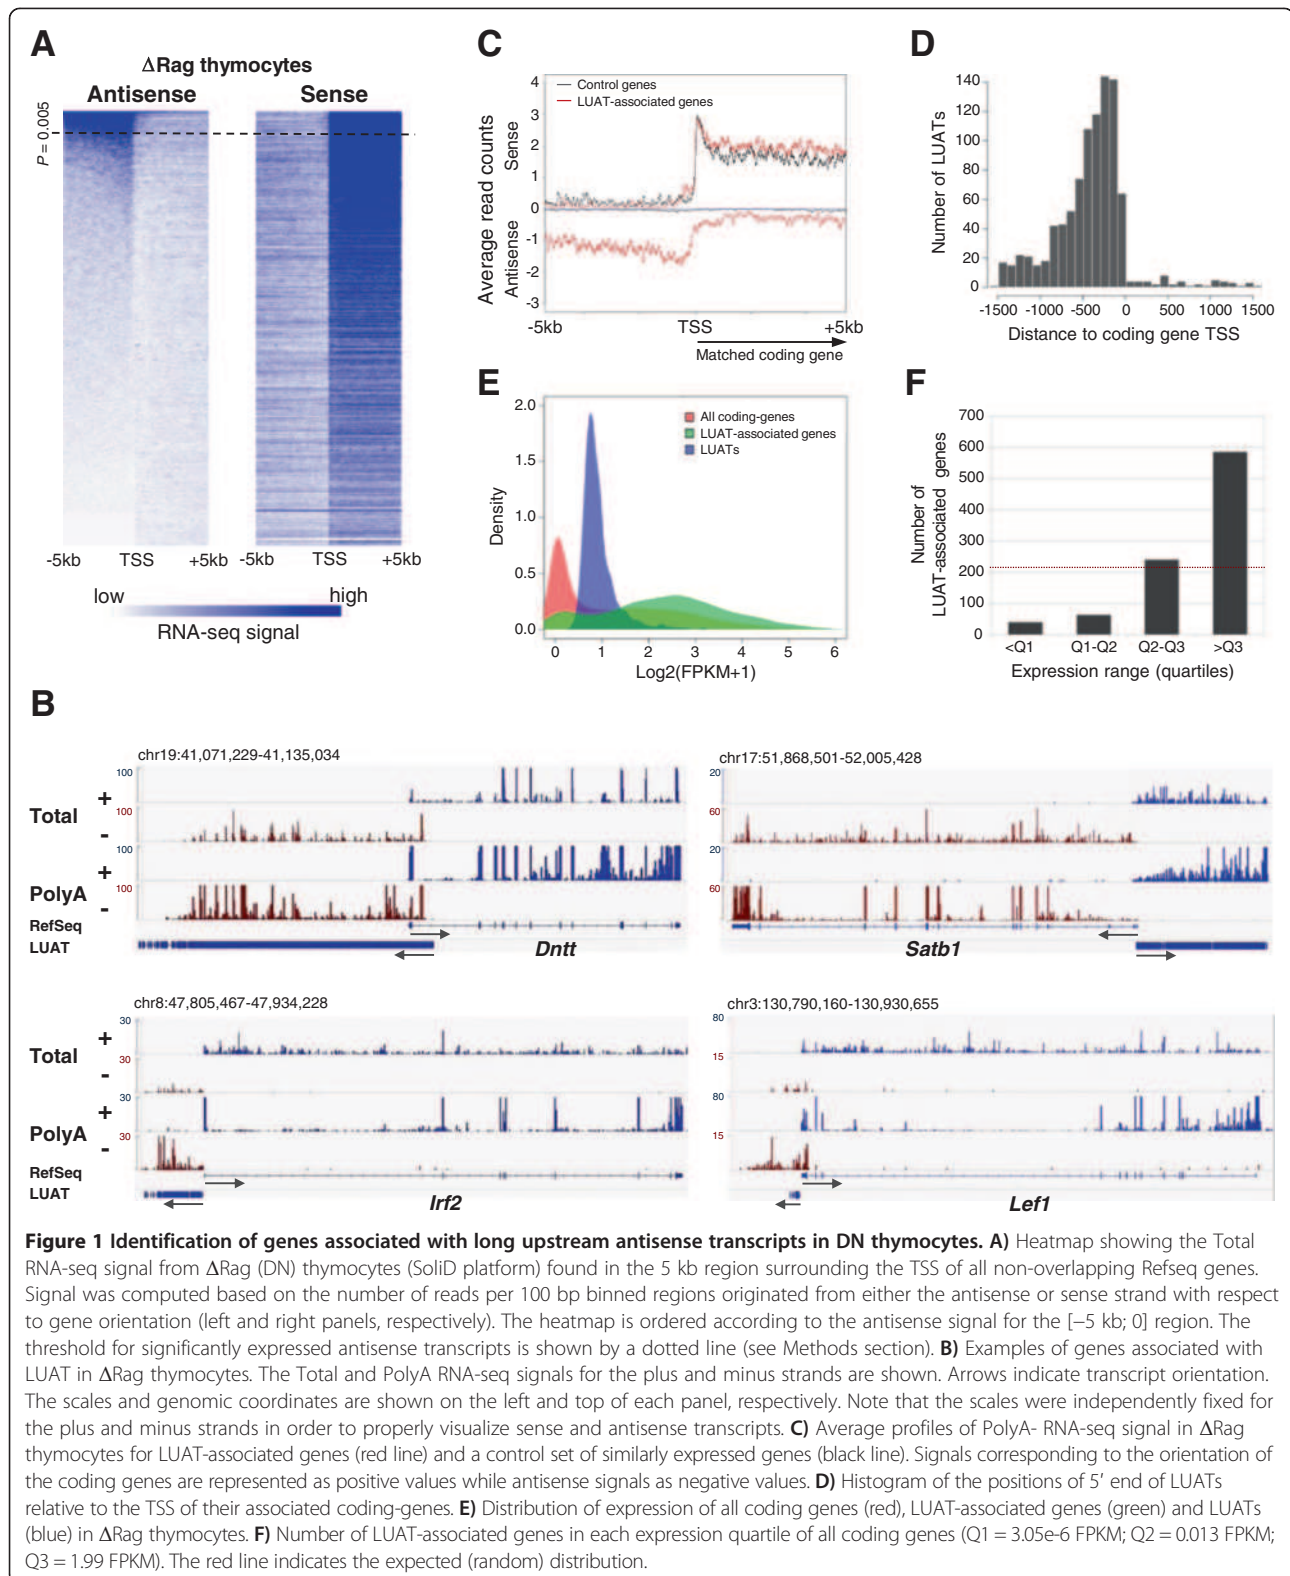 A
ΔRag thymocytes
Antisense
Sense
P = 0.005
-5kb
TSS
+5kb
-5kb
TSS
+5kb
low
high
RNA-seq signal
C
Average read counts
Sense
Antisense
4
3
2
1
0
-1
-2
-3
Control genes
LUAT-associated genes
-5kb
TSS
+5kb
Matched coding gene
D
Number of LUATs
140
120
100
80
60
40
20
0
-1500
-1000
-500
0
500
1000
1500
Distance to coding gene TSS
E
Density
2.0
1.5
1.0
0.5
0.0
All coding-genes
LUAT-associated genes
LUATs
0
1
2
3
4
5
6
Log2(FPKM+1)
F
Number of
LUAT-associated genes
700
600
500
400
300
200
100
0
<Q1
Q1-Q2
Q2-Q3
>Q3
Expression range (quartiles)
B
chr19:41,071,229-41,135,034
Total
+
100
-
100
PolyA
+
100
-
100
RefSeq
LUAT
Dntt
chr17:51,868,501-52,005,428
20
60
20
60
Satb1
chr8:47,805,467-47,934,228
Total
+
30
-
30
PolyA
+
30
-
30
RefSeq
LUAT
Irf2
chr3:130,790,160-130,930,655
80
15
80
15
Lef1
Figure 1 Identification of genes associated with long upstream antisense transcripts in DN thymocytes. A) Heatmap showing the Total
RNA-seq signal from ΔRag (DN) thymocytes (SoliD platform) found in the 5 kb region surrounding the TSS of all non-overlapping Refseq genes.
Signal was computed based on the number of reads per 100 bp binned regions originated from either the antisense or sense strand with respect
to gene orientation (left and right panels, respectively). The heatmap is ordered according to the antisense signal for the [−5 kb; 0] region. The
threshold for significantly expressed antisense transcripts is shown by a dotted line (see Methods section). B) Examples of genes associated with
LUAT in ΔRag thymocytes. The Total and PolyA RNA-seq signals for the plus and minus strands are shown. Arrows indicate transcript orientation.
The scales and genomic coordinates are shown on the left and top of each panel, respectively. Note that the scales were independently fixed for
the plus and minus strands in order to properly visualize sense and antisense transcripts. C) Average profiles of PolyA- RNA-seq signal in ΔRag
thymocytes for LUAT-associated genes (red line) and a control set of similarly expressed genes (black line). Signals corresponding to the orientation of
the coding genes are represented as positive values while antisense signals as negative values. D) Histogram of the positions of 5′ end of LUATs
relative to the TSS of their associated coding-genes. E) Distribution of expression of all coding genes (red), LUAT-associated genes (green) and LUATs
(blue) in ΔRag thymocytes. F) Number of LUAT-associated genes in each expression quartile of all coding genes (Q1 = 3.05e-6 FPKM; Q2 = 0.013 FPKM;
Q3 = 1.99 FPKM). The red line indicates the expected (random) distribution.